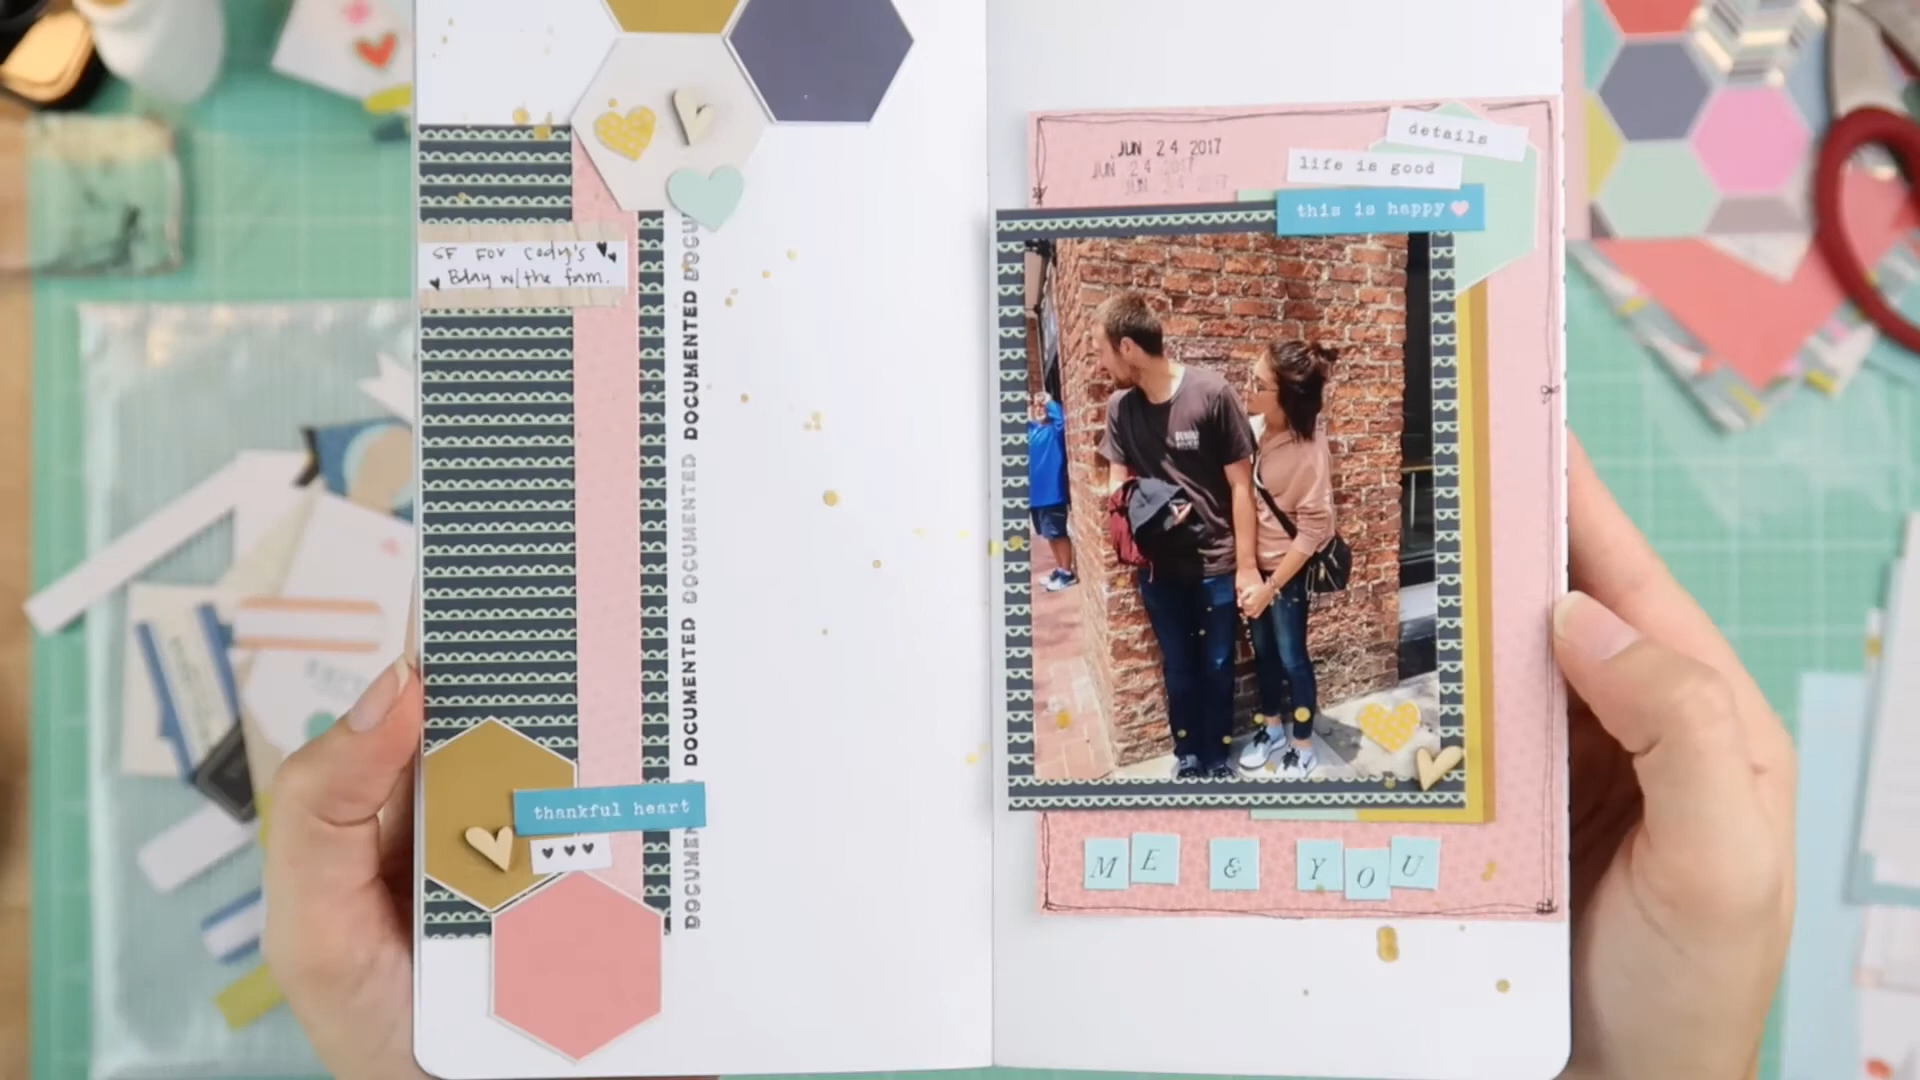 SF FOR Cody's
Bday w/ the fam.
DOCUMENTED DOCUMENTED DOCUMENTED DOCUMENTED
thankful heart
JUN 24 2017
JUN 24 2017
JUN 24 2017
details
life is good
this is happy
ME & YOU